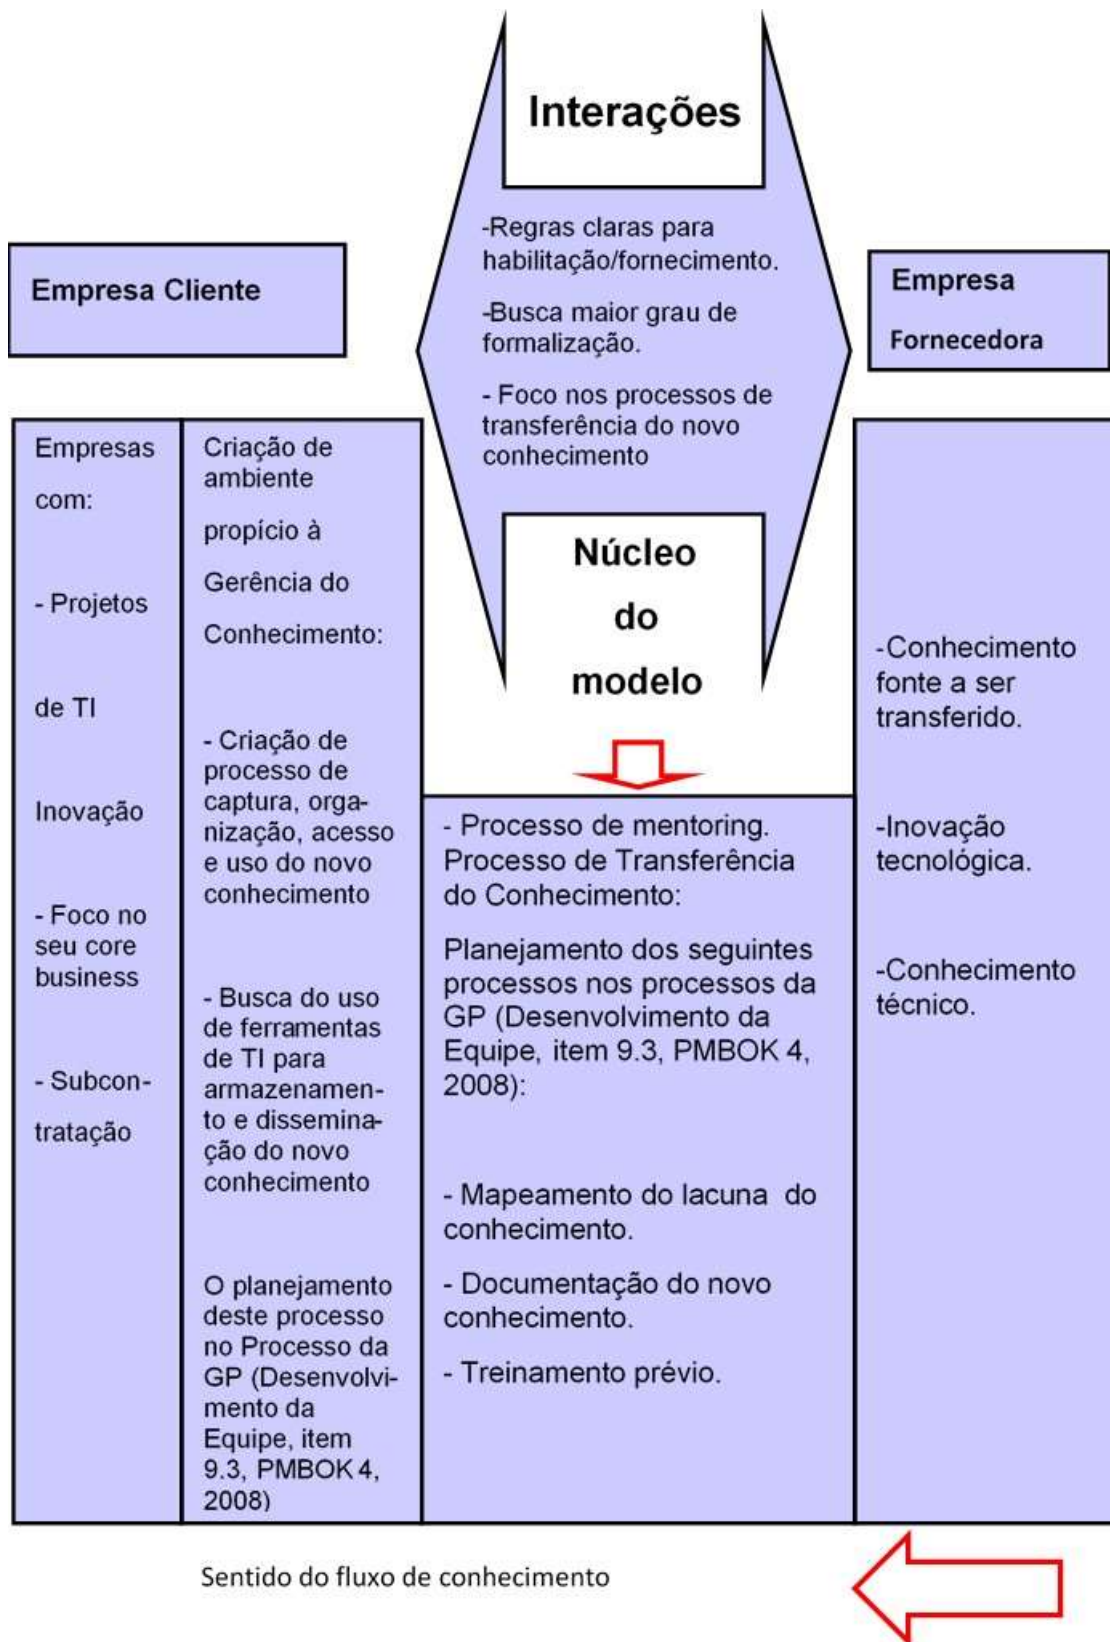 Interações
-Regras claras para
habilitação/fornecimento.
-Busca maior grau de
formalização.
- Foco nos processos de
transferência do novo
conhecimento
Empresa Cliente
Empresa
Fornecedora
Empresas
com:
- Projetos
de TI
Inovação
- Foco no
seu core
business
- Subcon-
tratação
Criação de
ambiente
propício à
Gerência do
Conhecimento:
- Criação de
processo de
captura, orga-
nização, acesso
e uso do novo
conhecimento
- Busca do uso
de ferramentas
de TI para
armazenamen-
to e dissemina-
ção do novo
conhecimento
O planejamento
deste processo
no Processo da
GP (Desenvolvi-
mento da
Equipe, item
9.3, PMBOK 4,
2008)
Núcleo
do
modelo
- Processo de mentoring.
Processo de Transferência
do Conhecimento:
Planejamento dos seguintes
processos nos processos da
GP (Desenvolvimento da
Equipe, item 9.3, PMBOK 4,
2008):
- Mapeamento do lacuna do
conhecimento.
- Documentação do novo
conhecimento.
- Treinamento prévio.
-Conhecimento
fonte a ser
transferido.
-Inovação
tecnológica.
-Conhecimento
técnico.
Sentido do fluxo de conhecimento